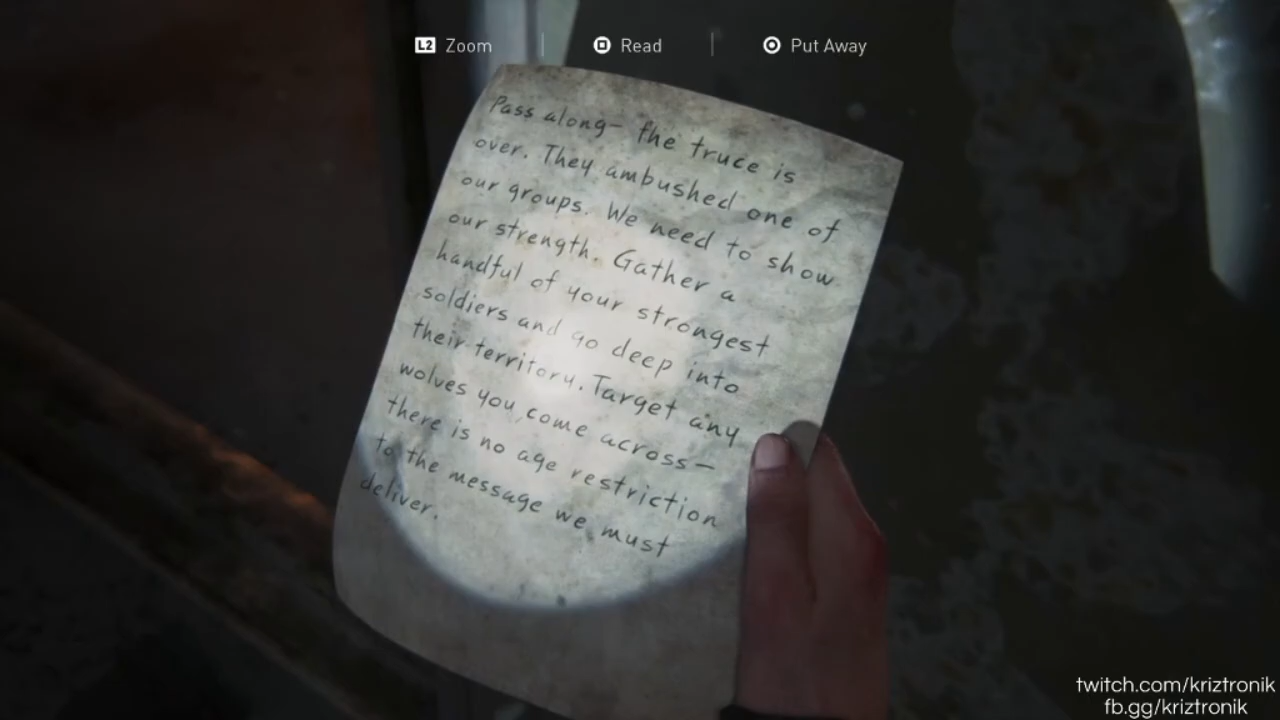 L2 Zoom | Read | Put Away
Pass along- the truce is
over. They ambushed one of
our groups. We need to show
our strength. Gather a
handful of your strongest
soldiers and go deep into
their territory. Target any
wolves you come across-
there is no age restriction
to the message we must
deliver.
twitch.com/kriztronik
fb.gg/kriztronik